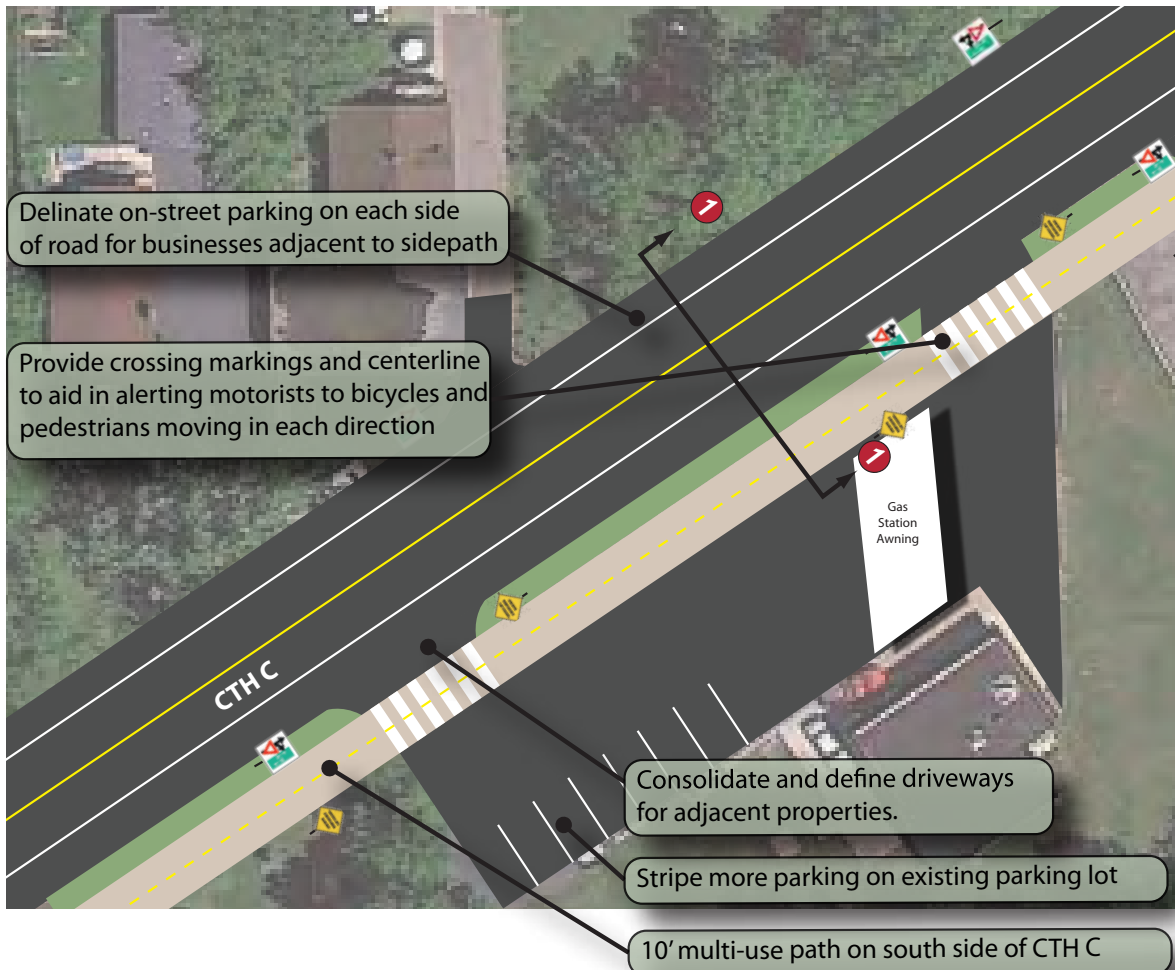 Delinate on-street parking on each side
of road for businesses adjacent to sidepath
1
Provide crossing markings and centerline
to aid in alerting motorists to bicycles and
pedestrians moving in each direction
1
Gas
Station
Awning
CTH C
Consolidate and define driveways
for adjacent properties.
Stripe more parking on existing parking lot
10’ multi-use path on south side of CTH C